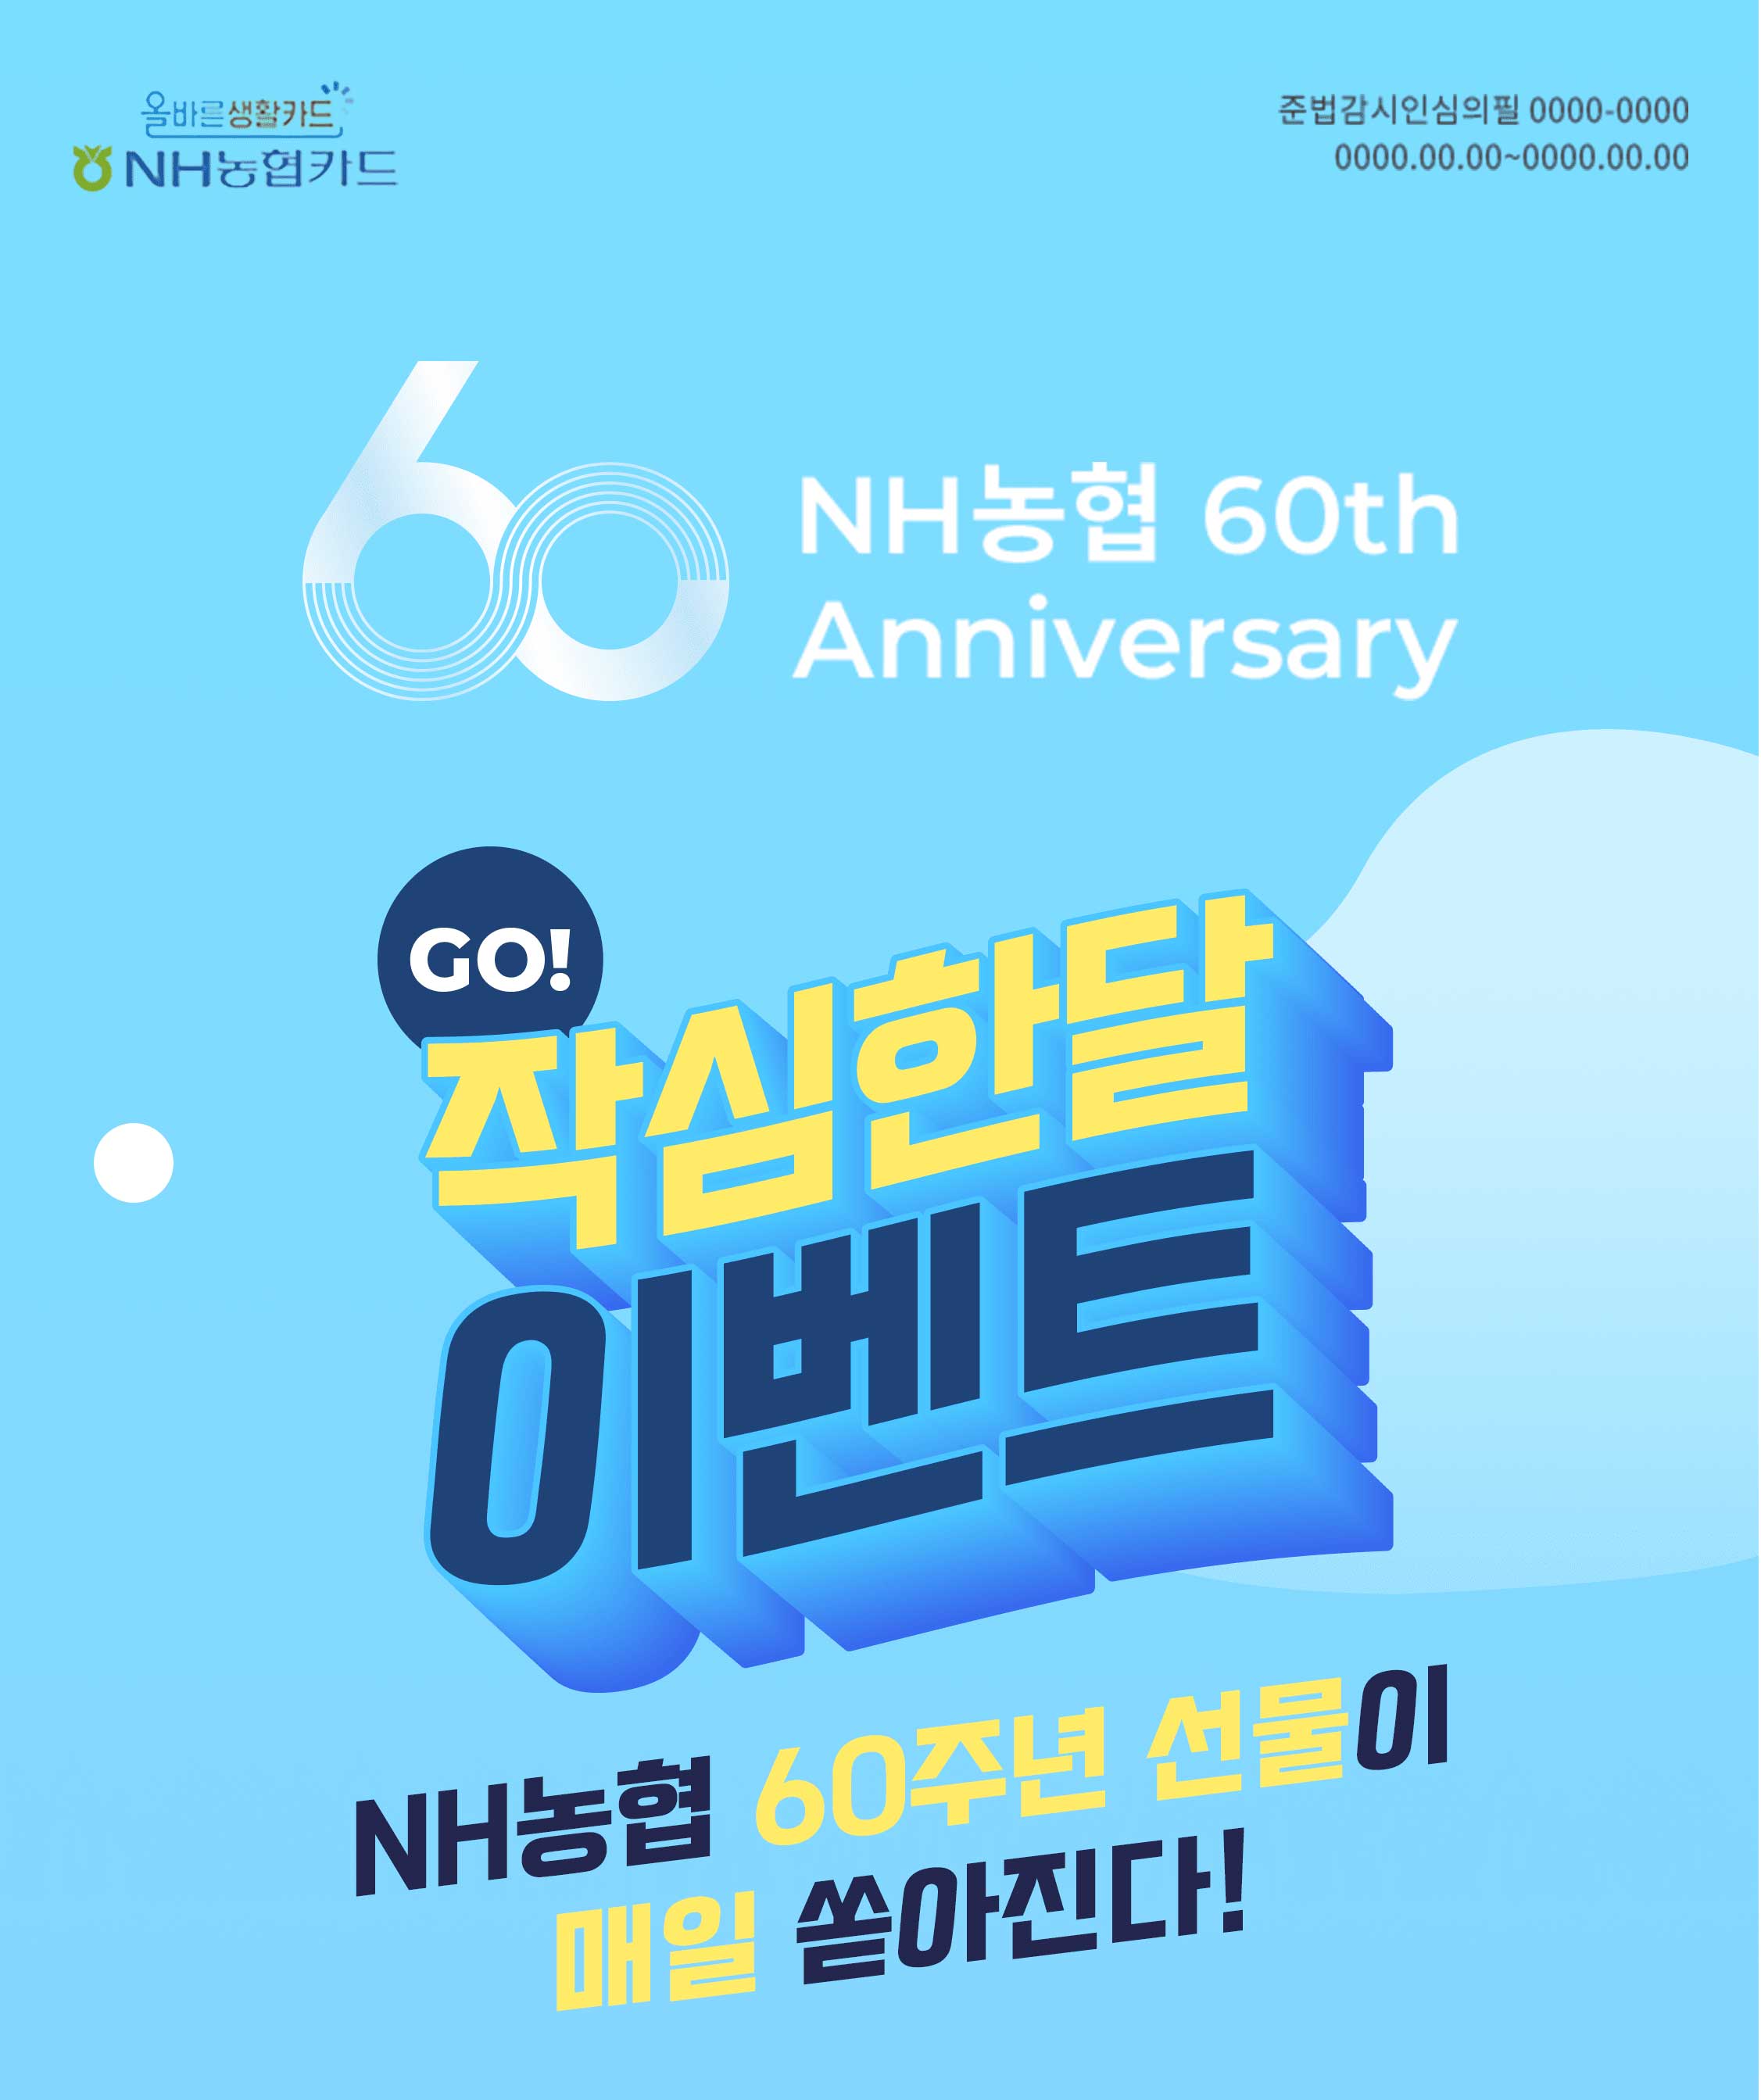 올바른생활카드
NH농협카드
준법감시인심의필 0000-0000
0000.00.00~0000.00.00
60
NH농협 60th
Anniversary
GO!
작심한달
이벤트
NH농협 60주년 선물이
매일 쏟아진다!